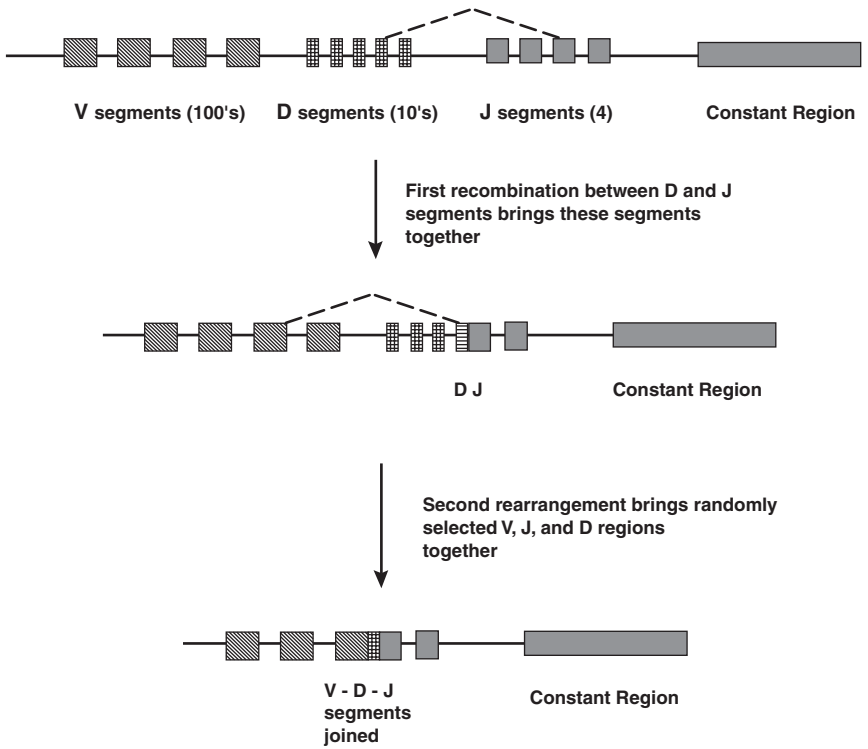 V segments (100's) D segments (10's) J segments (4) Constant Region
First recombination between D and J
segments brings these segments
together
D J Constant Region
Second rearrangement brings randomly
selected V, J, and D regions
together
V - D - J
segments
joined
Constant Region